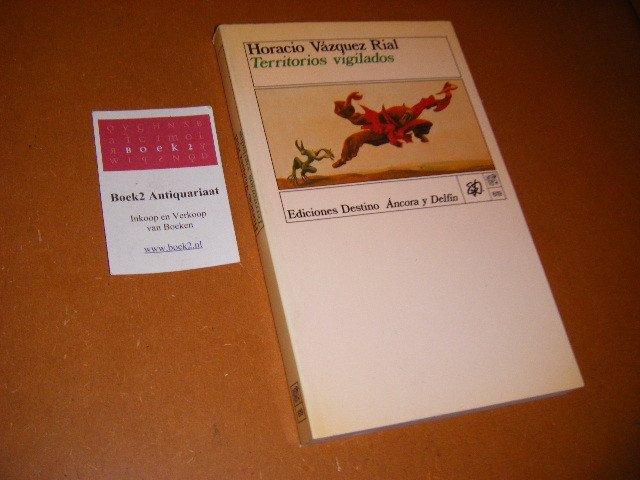 Horacio Vázquez Rial
Territorios vigilados
Ediciones Destino Áncora y Delfín
B O E K 2
Boek2 Antiquariaat
Inkoop en Verkoop
van Boeken
www.boek2.nl